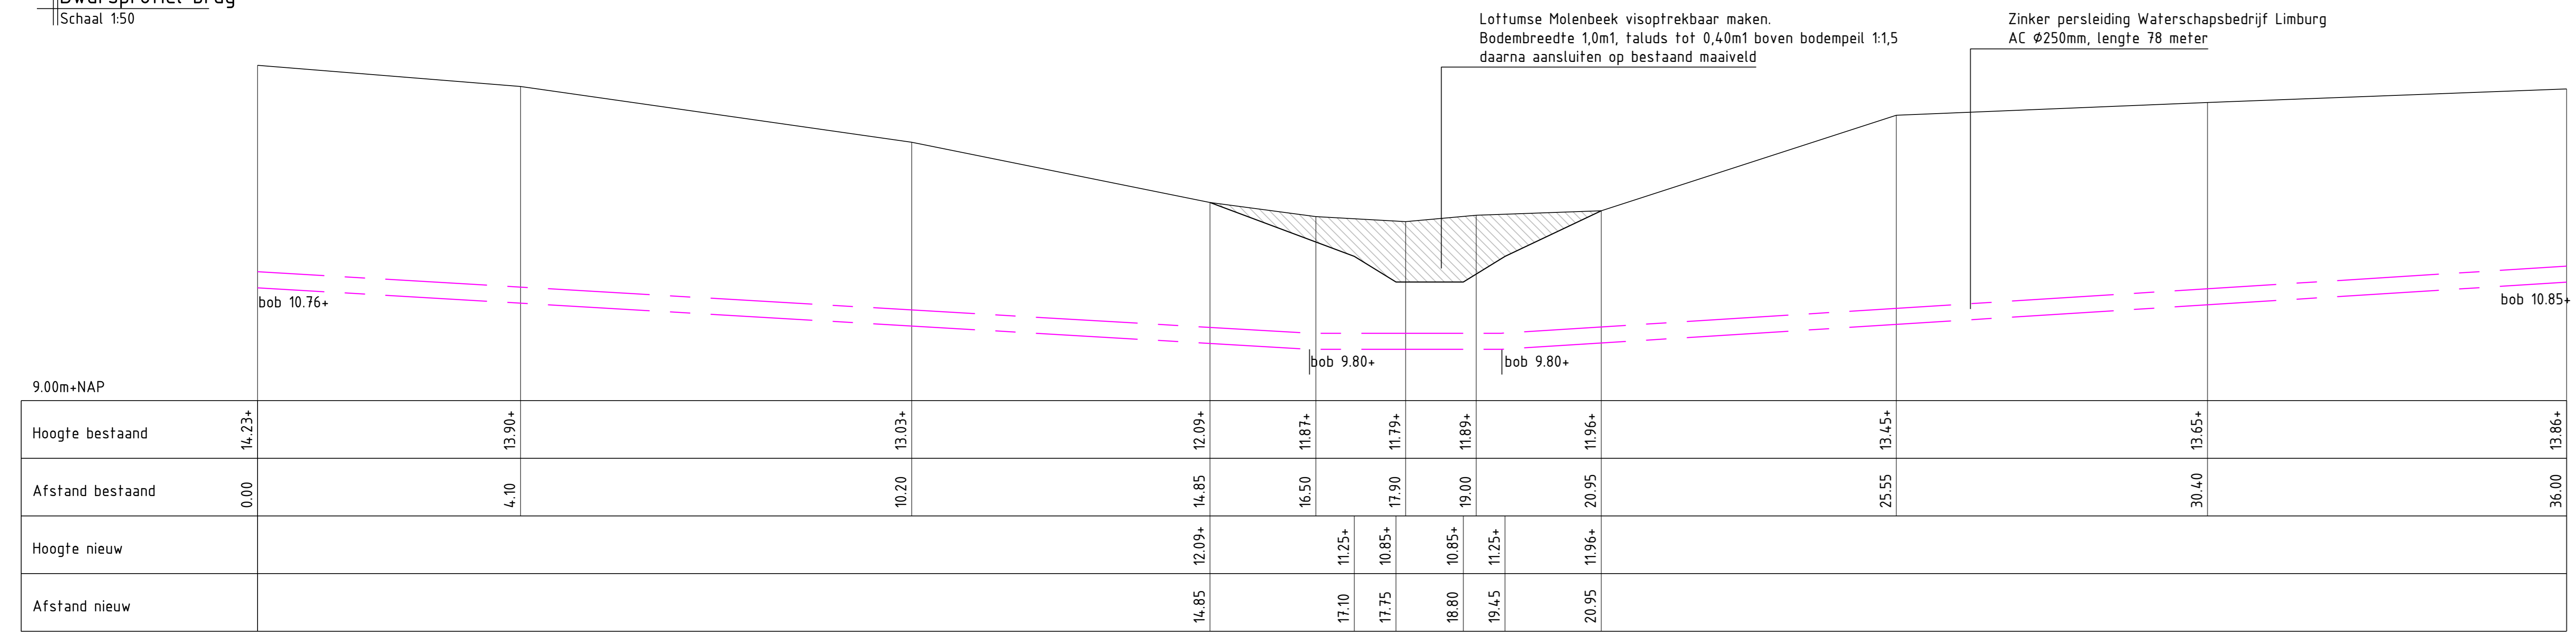 Dwarsprofiel brug
Schaal 1:50
Lottumse Molenbeek visoptrekbaar maken.
Bodembreedte 1,0m1, taluds tot 0,40m1 boven bodempeil 1:1,5
daarna aansluiten op bestaand maaiveld
Zinker persleiding Waterschapsbedrijf Limburg
AC Ø250mm, lengte 78 meter
bob 10.76+
bob 9.80+
bob 9.80+
bob 10.85+
9.00m+NAP
Hoogte bestaand 14.23+ 13.90+ 13.03+ 12.09+ 11.87+ 11.79+ 11.89+ 11.96+ 13.45+ 13.65+ 13.86+
Afstand bestaand 0.00 4.10 10.20 14.85 16.50 17.90 19.00 20.95 25.55 30.40 36.00
Hoogte nieuw 12.09+ 11.25+ 10.85+ 10.85+ 11.25+ 11.96+
Afstand nieuw 14.85 17.10 17.75 18.80 19.45 20.95